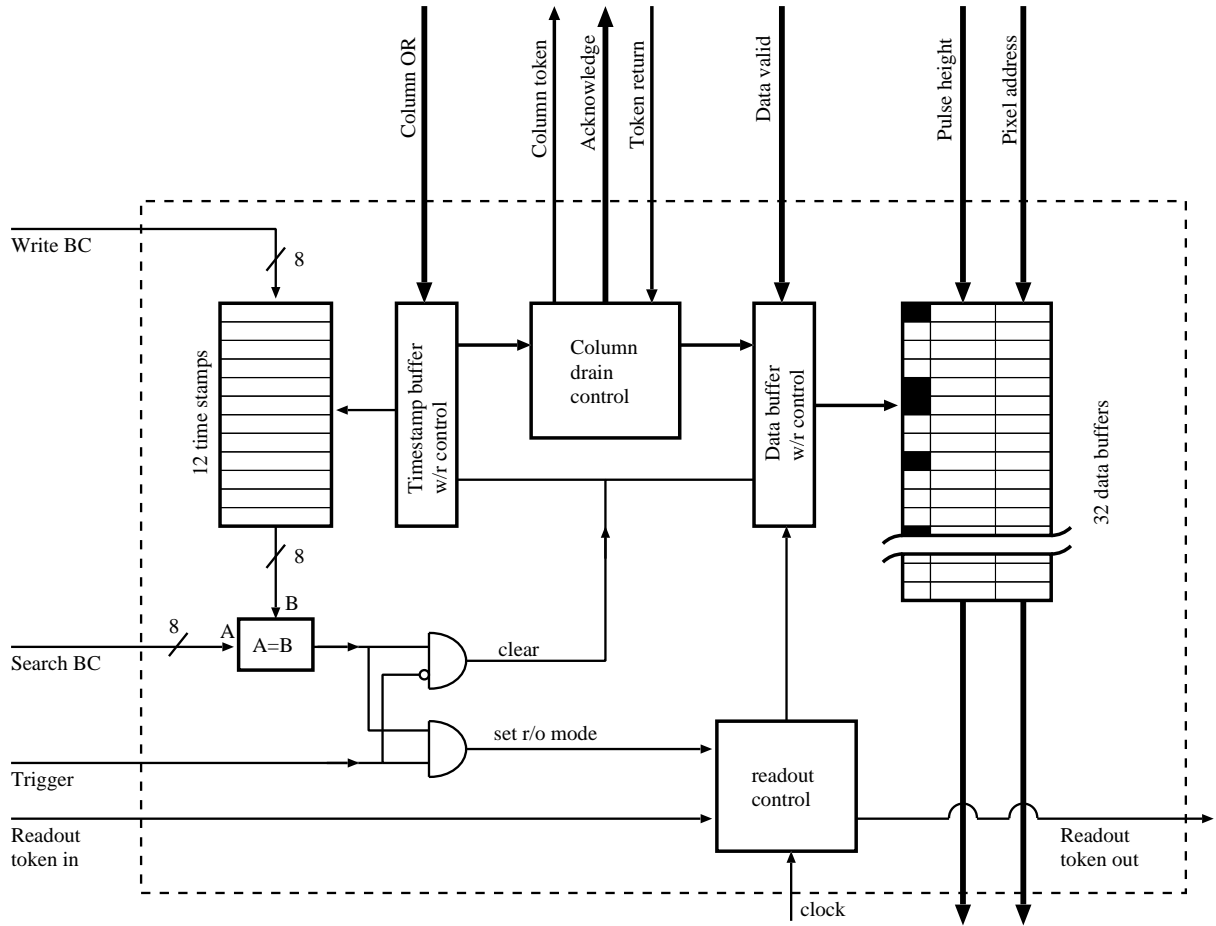 Column OR
Column token
Acknowledge
Token return
Data valid
Pulse height
Pixel address
Write BC
8
12 time stamps
Timestamp buffer
w/r control
Column
drain
control
Data buffer
w/r control
32 data buffers
8
B
8
A
A=B
Search BC
clear
set r/o mode
Trigger
readout
control
Readout
token in
Readout
token out
clock